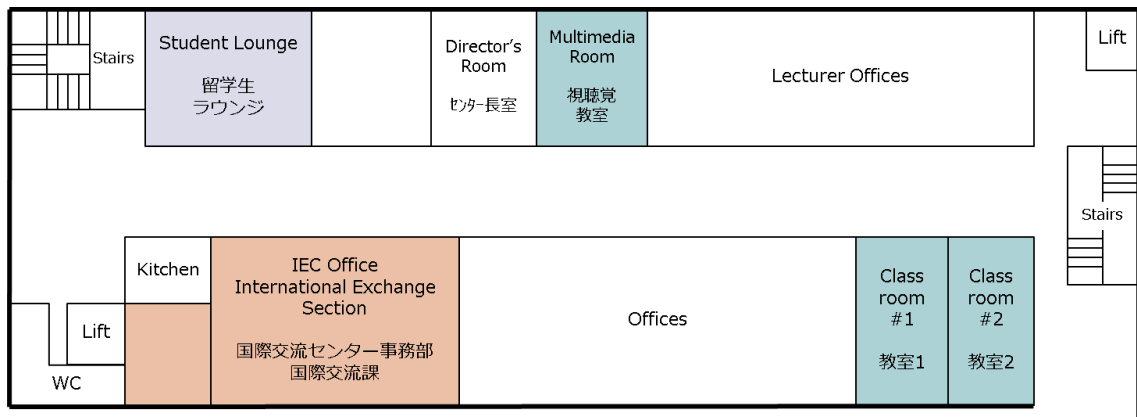 Stairs
Student Lounge
留学生
ラウンジ
Director's
Room
センター長室
Multimedia
Room
視聴覚
教室
Lecturer Offices
Lift
Stairs
Kitchen
IEC Office
International Exchange
Section
国際交流センター事務部
国際交流課
Offices
Class
room
#1
教室1
Class
room
#2
教室2
Lift
WC